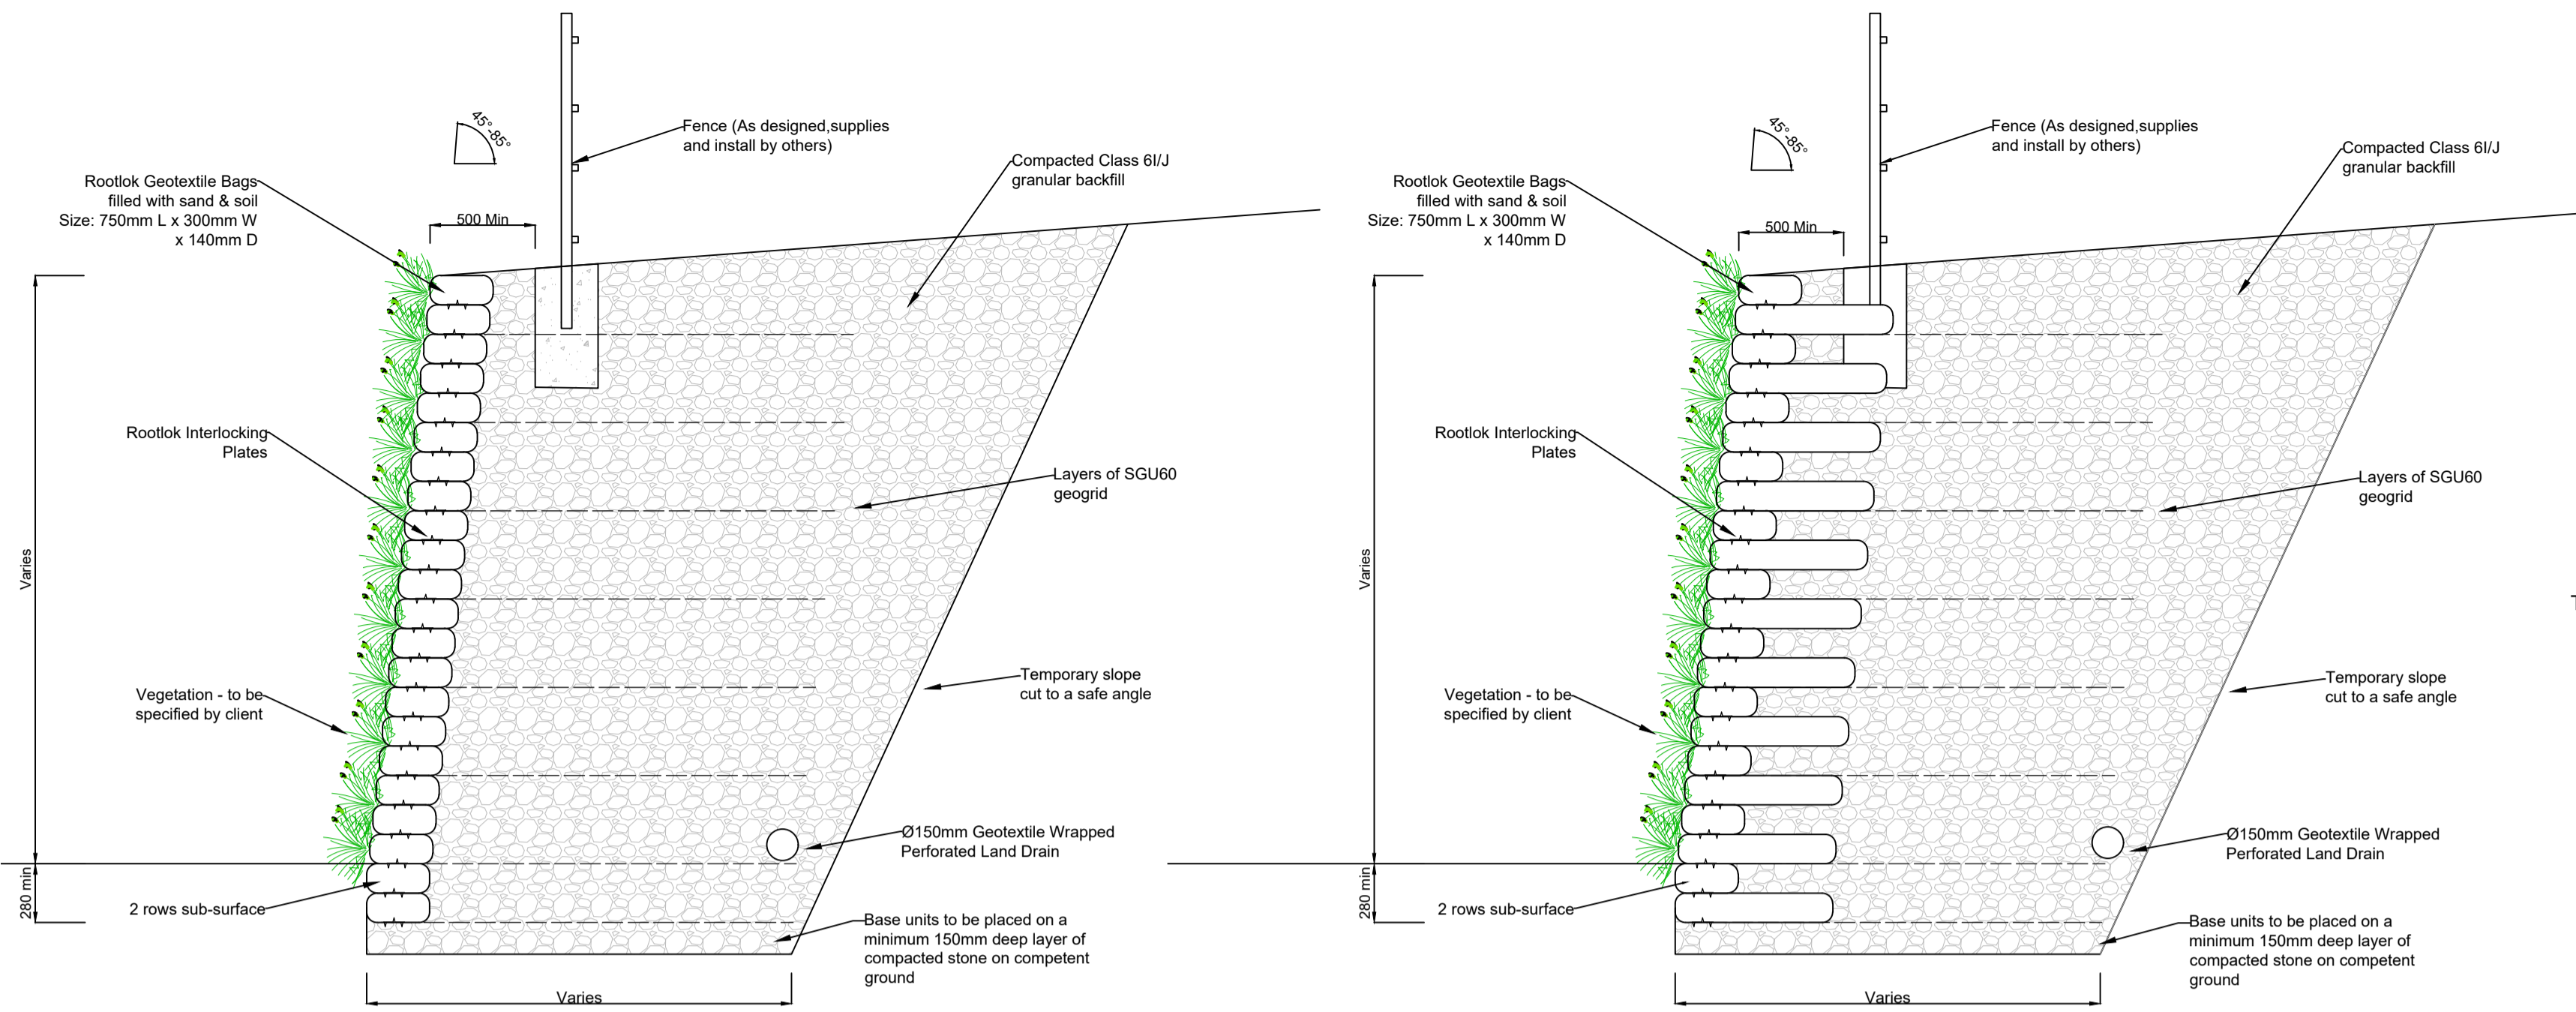 45°-85°
Fence (As designed,supplies
and install by others)
Compacted Class 6I/J
granular backfill
Rootlok Geotextile Bags
filled with sand & soil
Size: 750mm L x 300mm W
x 140mm D
500 Min
Rootlok Interlocking
Plates
Layers of SGU60
geogrid
Varies
Temporary slope
cut to a safe angle
Vegetation - to be
specified by client
Ø150mm Geotextile Wrapped
Perforated Land Drain
280 min
2 rows sub-surface
Base units to be placed on a
minimum 150mm deep layer of
compacted stone on competent
ground
Varies
45°-85°
Fence (As designed,supplies
and install by others)
Compacted Class 6I/J
granular backfill
Rootlok Geotextile Bags
filled with sand & soil
Size: 750mm L x 300mm W
x 140mm D
500 Min
Rootlok Interlocking
Plates
Layers of SGU60
geogrid
Varies
Temporary slope
cut to a safe angle
Vegetation - to be
specified by client
Ø150mm Geotextile Wrapped
Perforated Land Drain
280 min
2 rows sub-surface
Base units to be placed on a
minimum 150mm deep layer of
compacted stone on competent
ground
Varies